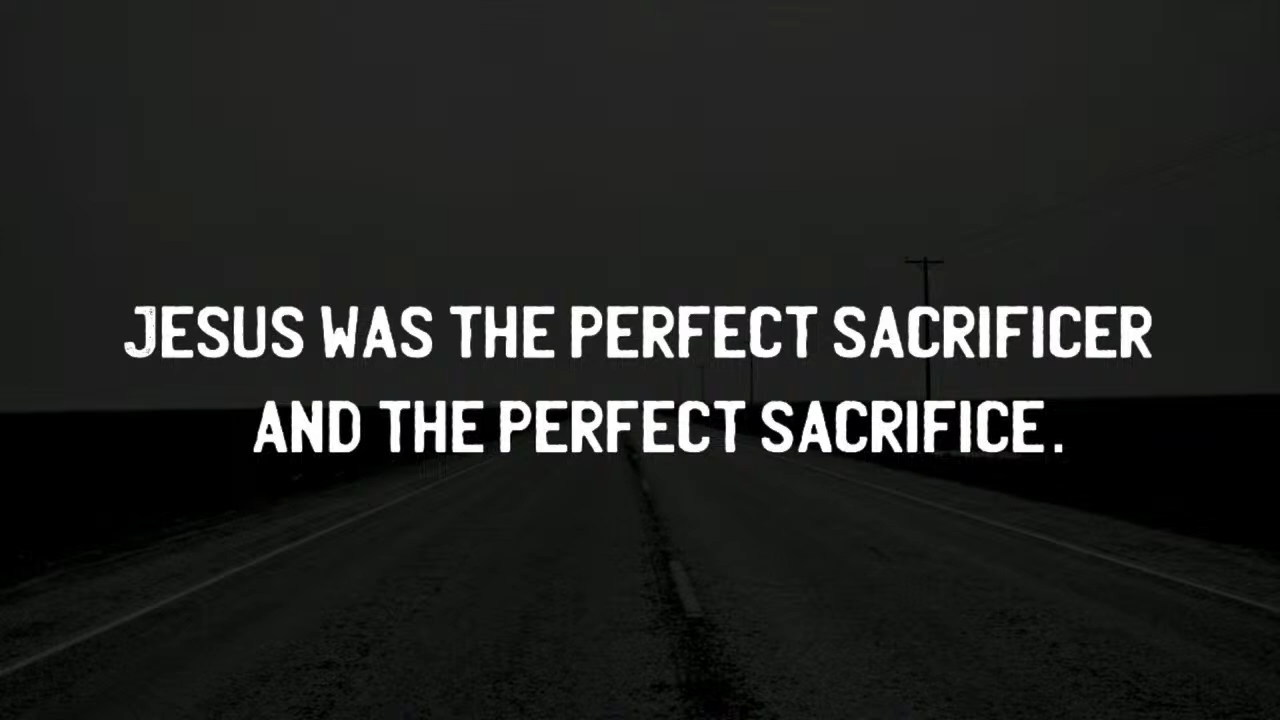 JESUS WAS THE PERFECT SACRIFICER
AND THE PERFECT SACRIFICE.